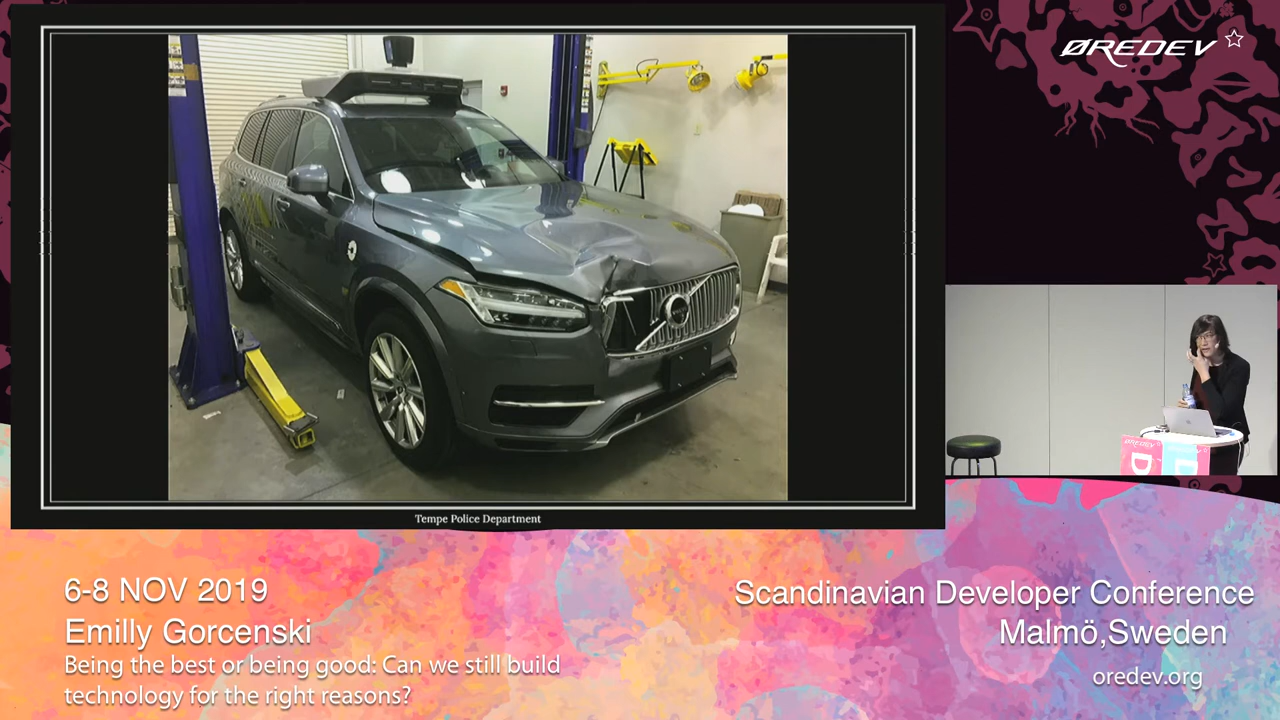 ØREDEV
Tempe Police Department
6-8 NOV 2019
Emilly Gorcenski
Being the best or being good: Can we still build
technology for the right reasons?
Scandinavian Developer Conference
Malmö,Sweden
oredev.org
ØREDEV
D